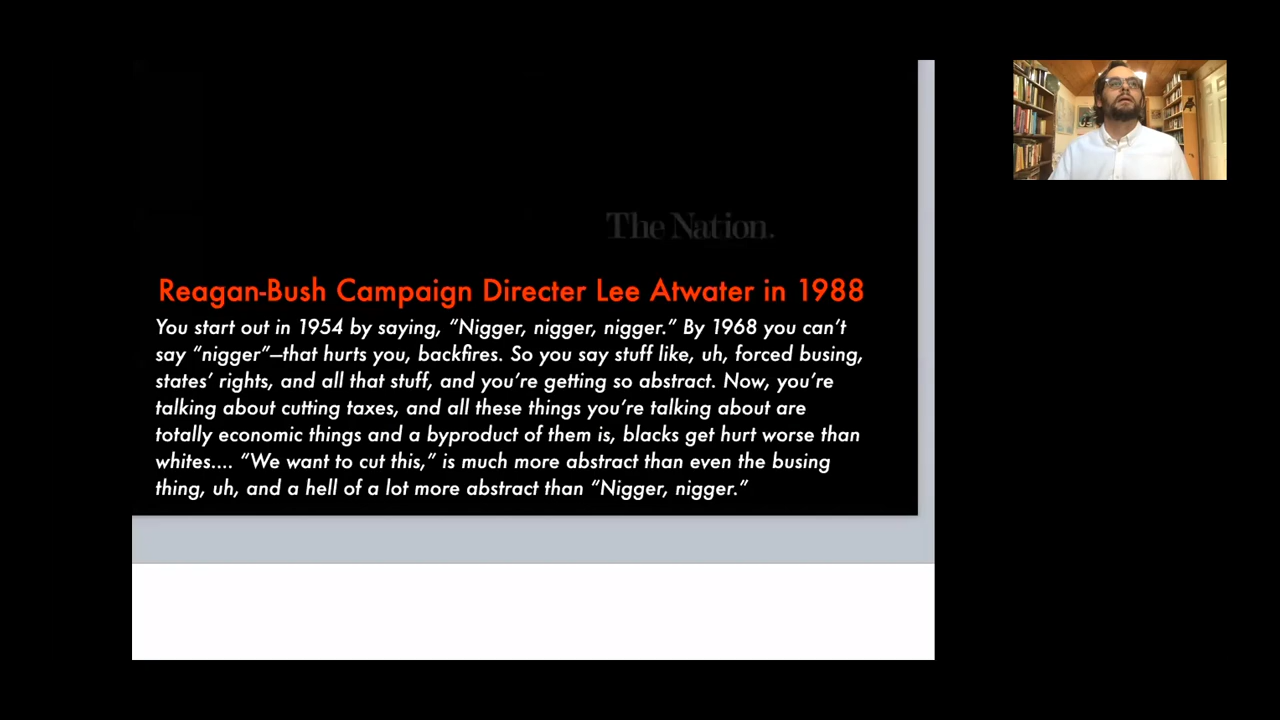 The Nation.
Reagan-Bush Campaign Directer Lee Atwater in 1988
You start out in 1954 by saying, “Nigger, nigger, nigger.” By 1968 you can’t
say “nigger”—that hurts you, backfires. So you say stuff like, uh, forced busing,
states’ rights, and all that stuff, and you’re getting so abstract. Now, you’re
talking about cutting taxes, and all these things you’re talking about are
totally economic things and a byproduct of them is, blacks get hurt worse than
whites.... “We want to cut this,” is much more abstract than even the busing
thing, uh, and a hell of a lot more abstract than “Nigger, nigger.”